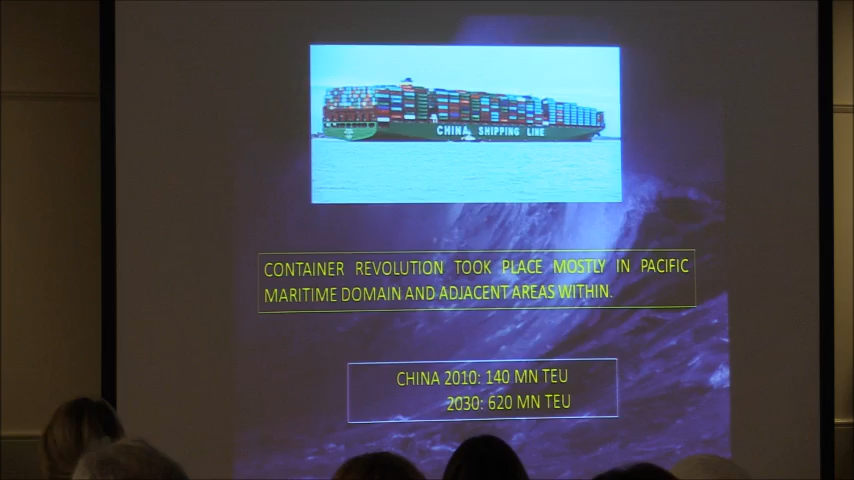 CHINA SHIPPING LINE
CONTAINER REVOLUTION TOOK PLACE MOSTLY IN PACIFIC
MARITIME DOMAIN AND ADJACENT AREAS WITHIN.
CHINA 2010: 140 MN TEU
2030: 620 MN TEU